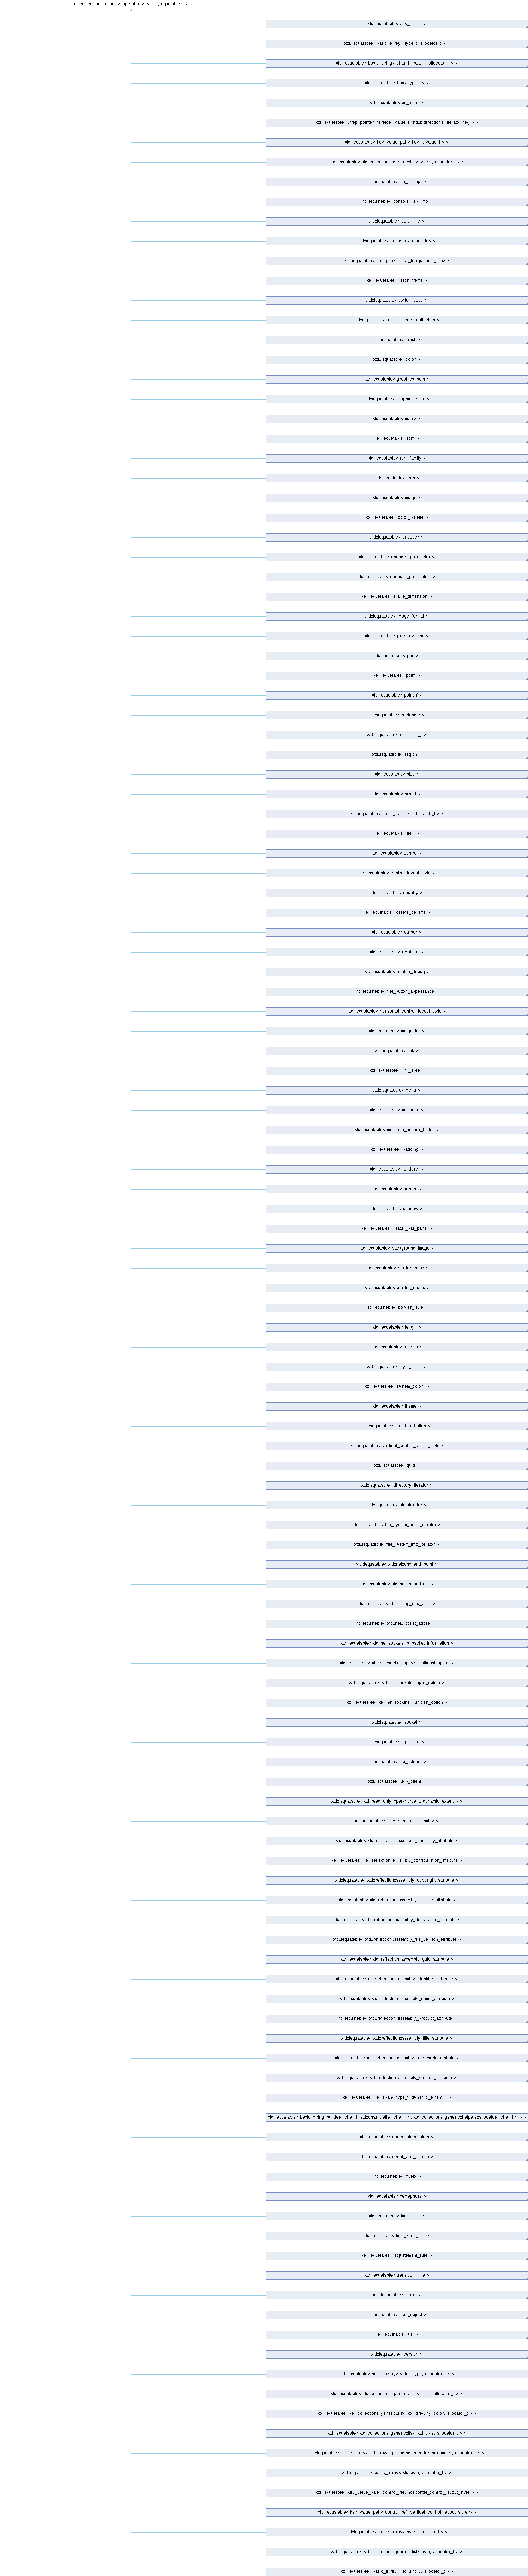 xtd::extensions::equality_operators< type_t, equatable_t >
xtd::iequatable< any_object >
xtd::iequatable< basic_array< type_t, allocator_t > >
xtd::iequatable< basic_string< char_t, traits_t, allocator_t > >
xtd::iequatable< box< type_t > >
xtd::iequatable< bit_array >
xtd::iequatable< wrap_pointer_iterator< value_t, std::bidirectional_iterator_tag > >
xtd::iequatable< key_value_pair< key_t, value_t > >
xtd::iequatable< xtd::collections::generic::list< type_t, allocator_t > >
xtd::iequatable< file_settings >
xtd::iequatable< console_key_info >
xtd::iequatable< date_time >
xtd::iequatable< delegate< result_t()> >
xtd::iequatable< delegate< result_t(arguments_t...)> >
xtd::iequatable< stack_frame >
xtd::iequatable< switch_base >
xtd::iequatable< trace_listener_collection >
xtd::iequatable< brush >
xtd::iequatable< color >
xtd::iequatable< graphics_path >
xtd::iequatable< graphics_state >
xtd::iequatable< matrix >
xtd::iequatable< font >
xtd::iequatable< font_family >
xtd::iequatable< icon >
xtd::iequatable< image >
xtd::iequatable< color_palette >
xtd::iequatable< encoder >
xtd::iequatable< encoder_parameter >
xtd::iequatable< encoder_parameters >
xtd::iequatable< frame_dimension >
xtd::iequatable< image_format >
xtd::iequatable< property_item >
xtd::iequatable< pen >
xtd::iequatable< point >
xtd::iequatable< point_f >
xtd::iequatable< rectangle >
xtd::iequatable< rectangle_f >
xtd::iequatable< region >
xtd::iequatable< size >
xtd::iequatable< size_f >
xtd::iequatable< enum_object< std::nullptr_t > >
xtd::iequatable< item >
xtd::iequatable< control >
xtd::iequatable< control_layout_style >
xtd::iequatable< country >
xtd::iequatable< create_params >
xtd::iequatable< cursor >
xtd::iequatable< emoticon >
xtd::iequatable< enable_debug >
xtd::iequatable< flat_button_appearance >
xtd::iequatable< horizontal_control_layout_style >
xtd::iequatable< image_list >
xtd::iequatable< link >
xtd::iequatable< link_area >
xtd::iequatable< menu >
xtd::iequatable< message >
xtd::iequatable< message_notifier_button >
xtd::iequatable< padding >
xtd::iequatable< renderer >
xtd::iequatable< screen >
xtd::iequatable< shadow >
xtd::iequatable< status_bar_panel >
xtd::iequatable< background_image >
xtd::iequatable< border_color >
xtd::iequatable< border_radius >
xtd::iequatable< border_style >
xtd::iequatable< length >
xtd::iequatable< lengths >
xtd::iequatable< style_sheet >
xtd::iequatable< system_colors >
xtd::iequatable< theme >
xtd::iequatable< tool_bar_button >
xtd::iequatable< vertical_control_layout_style >
xtd::iequatable< guid >
xtd::iequatable< directory_iterator >
xtd::iequatable< file_iterator >
xtd::iequatable< file_system_entry_iterator >
xtd::iequatable< file_system_info_iterator >
xtd::iequatable< xtd::net::dns_end_point >
xtd::iequatable< xtd::net::ip_address >
xtd::iequatable< xtd::net::ip_end_point >
xtd::iequatable< xtd::net::socket_address >
xtd::iequatable< xtd::net::sockets::ip_packet_information >
xtd::iequatable< xtd::net::sockets::ip_v6_multicast_option >
xtd::iequatable< xtd::net::sockets::linger_option >
xtd::iequatable< xtd::net::sockets::multicast_option >
xtd::iequatable< socket >
xtd::iequatable< tcp_client >
xtd::iequatable< tcp_listener >
xtd::iequatable< udp_client >
xtd::iequatable< xtd::read_only_span< type_t, dynamic_extent > >
xtd::iequatable< xtd::reflection::assembly >
xtd::iequatable< xtd::reflection::assembly_company_attribute >
xtd::iequatable< xtd::reflection::assembly_configuration_attribute >
xtd::iequatable< xtd::reflection::assembly_copyright_attribute >
xtd::iequatable< xtd::reflection::assembly_culture_attribute >
xtd::iequatable< xtd::reflection::assembly_description_attribute >
xtd::iequatable< xtd::reflection::assembly_file_version_attribute >
xtd::iequatable< xtd::reflection::assembly_guid_attribute >
xtd::iequatable< xtd::reflection::assembly_identifier_attribute >
xtd::iequatable< xtd::reflection::assembly_name_attribute >
xtd::iequatable< xtd::reflection::assembly_product_attribute >
xtd::iequatable< xtd::reflection::assembly_title_attribute >
xtd::iequatable< xtd::reflection::assembly_trademark_attribute >
xtd::iequatable< xtd::reflection::assembly_version_attribute >
xtd::iequatable< xtd::span< type_t, dynamic_extent > >
xtd::iequatable< basic_string_builder< char_t, std::char_traits< char_t >, xtd::collections::generic::helpers::allocator< char_t > > >
xtd::iequatable< cancellation_token >
xtd::iequatable< event_wait_handle >
xtd::iequatable< mutex >
xtd::iequatable< semaphore >
xtd::iequatable< time_span >
xtd::iequatable< time_zone_info >
xtd::iequatable< adjustement_rule >
xtd::iequatable< transition_time >
xtd::iequatable< toolkit >
xtd::iequatable< type_object >
xtd::iequatable< uri >
xtd::iequatable< version >
xtd::iequatable< basic_array< value_type, allocator_t > >
xtd::iequatable< xtd::collections::generic::list< int32, allocator_t > >
xtd::iequatable< xtd::collections::generic::list< xtd::drawing::color, allocator_t > >
xtd::iequatable< xtd::collections::generic::list< xtd::byte, allocator_t > >
xtd::iequatable< basic_array< xtd::drawing::imaging::encoder_parameter, allocator_t > >
xtd::iequatable< basic_array< xtd::byte, allocator_t > >
xtd::iequatable< key_value_pair< control_ref, horizontal_control_layout_style > >
xtd::iequatable< key_value_pair< control_ref, vertical_control_layout_style > >
xtd::iequatable< basic_array< byte, allocator_t > >
xtd::iequatable< xtd::collections::generic::list< byte, allocator_t > >
xtd::iequatable< basic_array< xtd::uint16, allocator_t > >